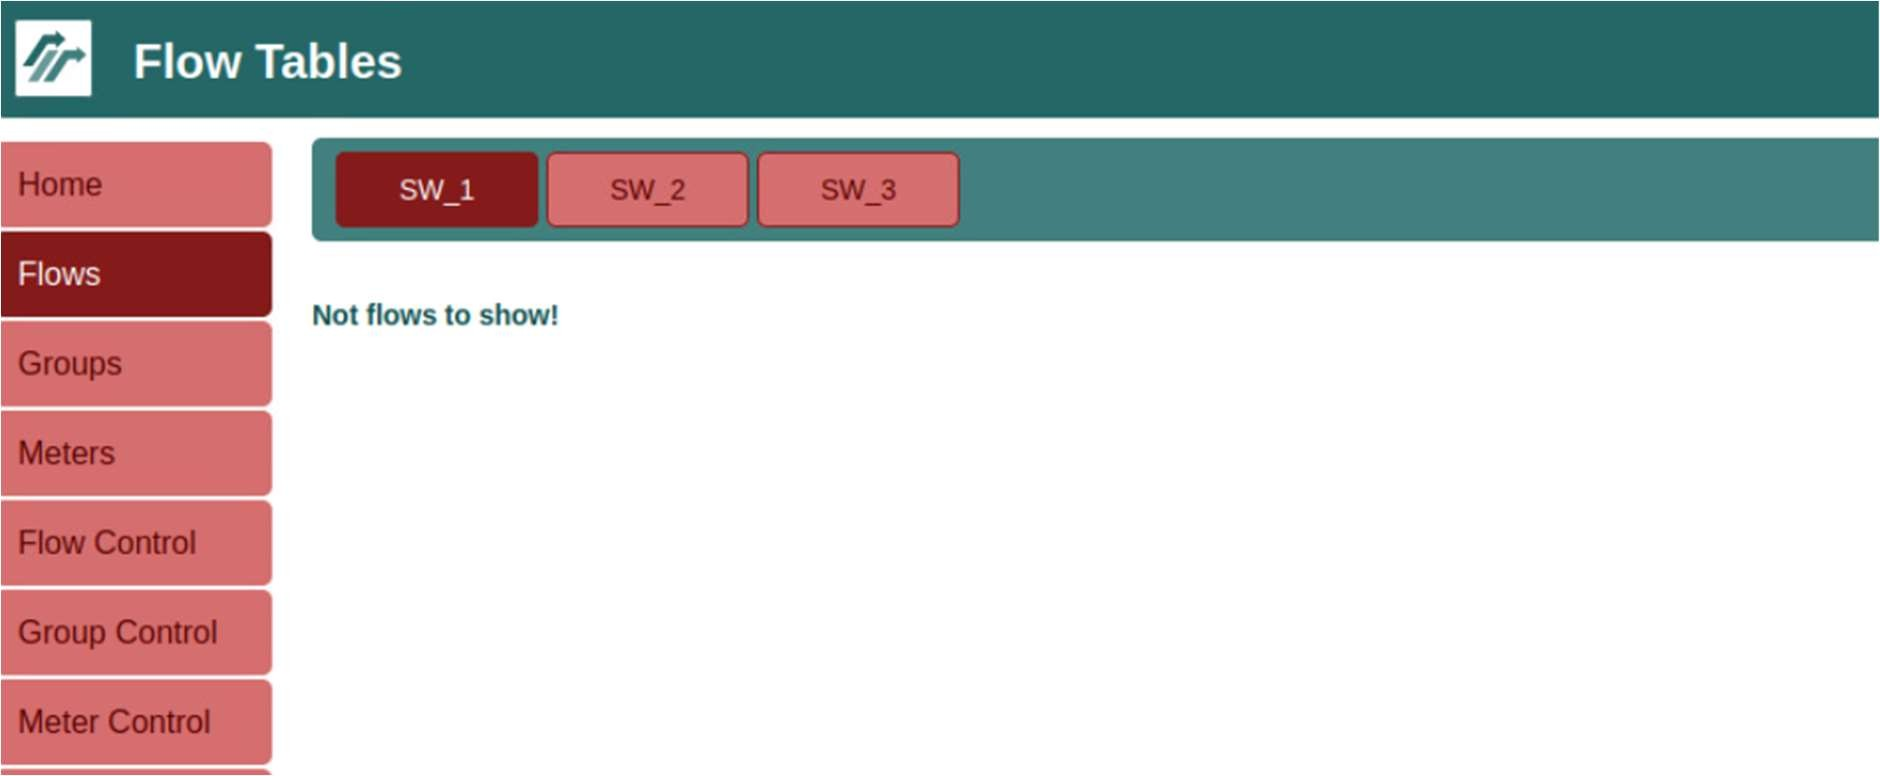 Flow Tables
Home
Flows
Groups
Meters
Flow Control
Group Control
Meter Control
SW_1 SW_2 SW_3
Not flows to show!